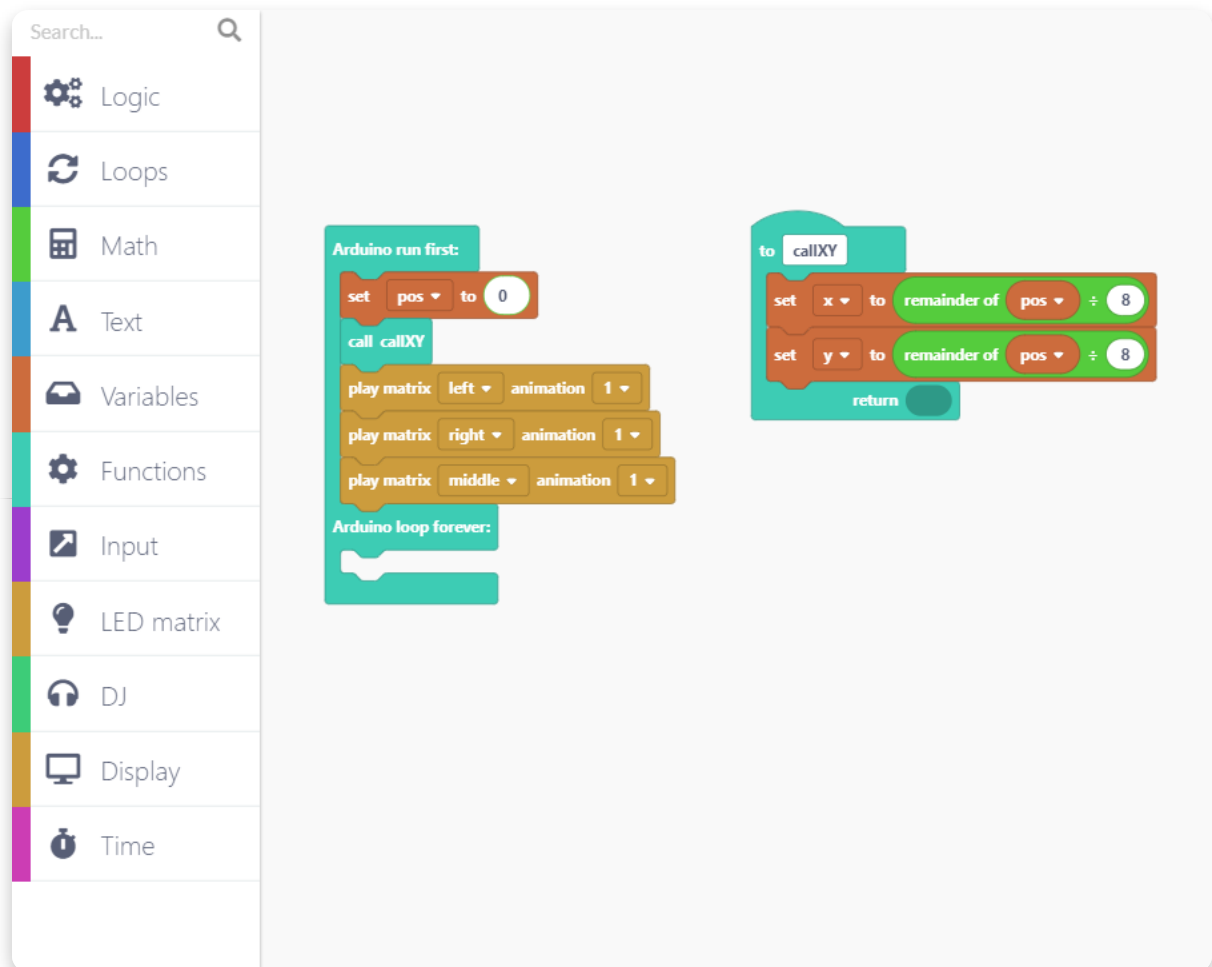 Search...
Logic
Loops
Math
Text
Variables
Functions
Input
LED matrix
DJ
Display
Time
Arduino run first:
set pos to 0
call callXY
play matrix left animation 1
play matrix right animation 1
play matrix middle animation 1
Arduino loop forever:
to callXY
set x to remainder of pos ÷ 8
set y to remainder of pos ÷ 8
return